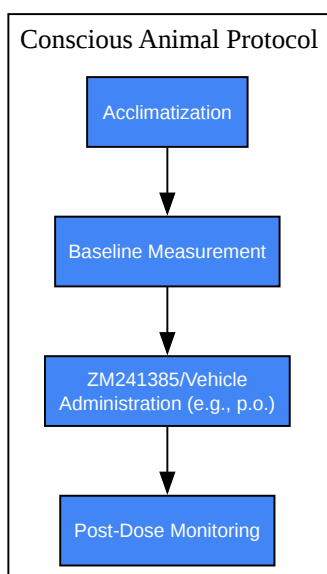 Conscious Animal Protocol
Acclimatization
Baseline Measurement
ZM241385/Vehicle
Administration (e.g., p.o.)
Post-Dose Monitoring